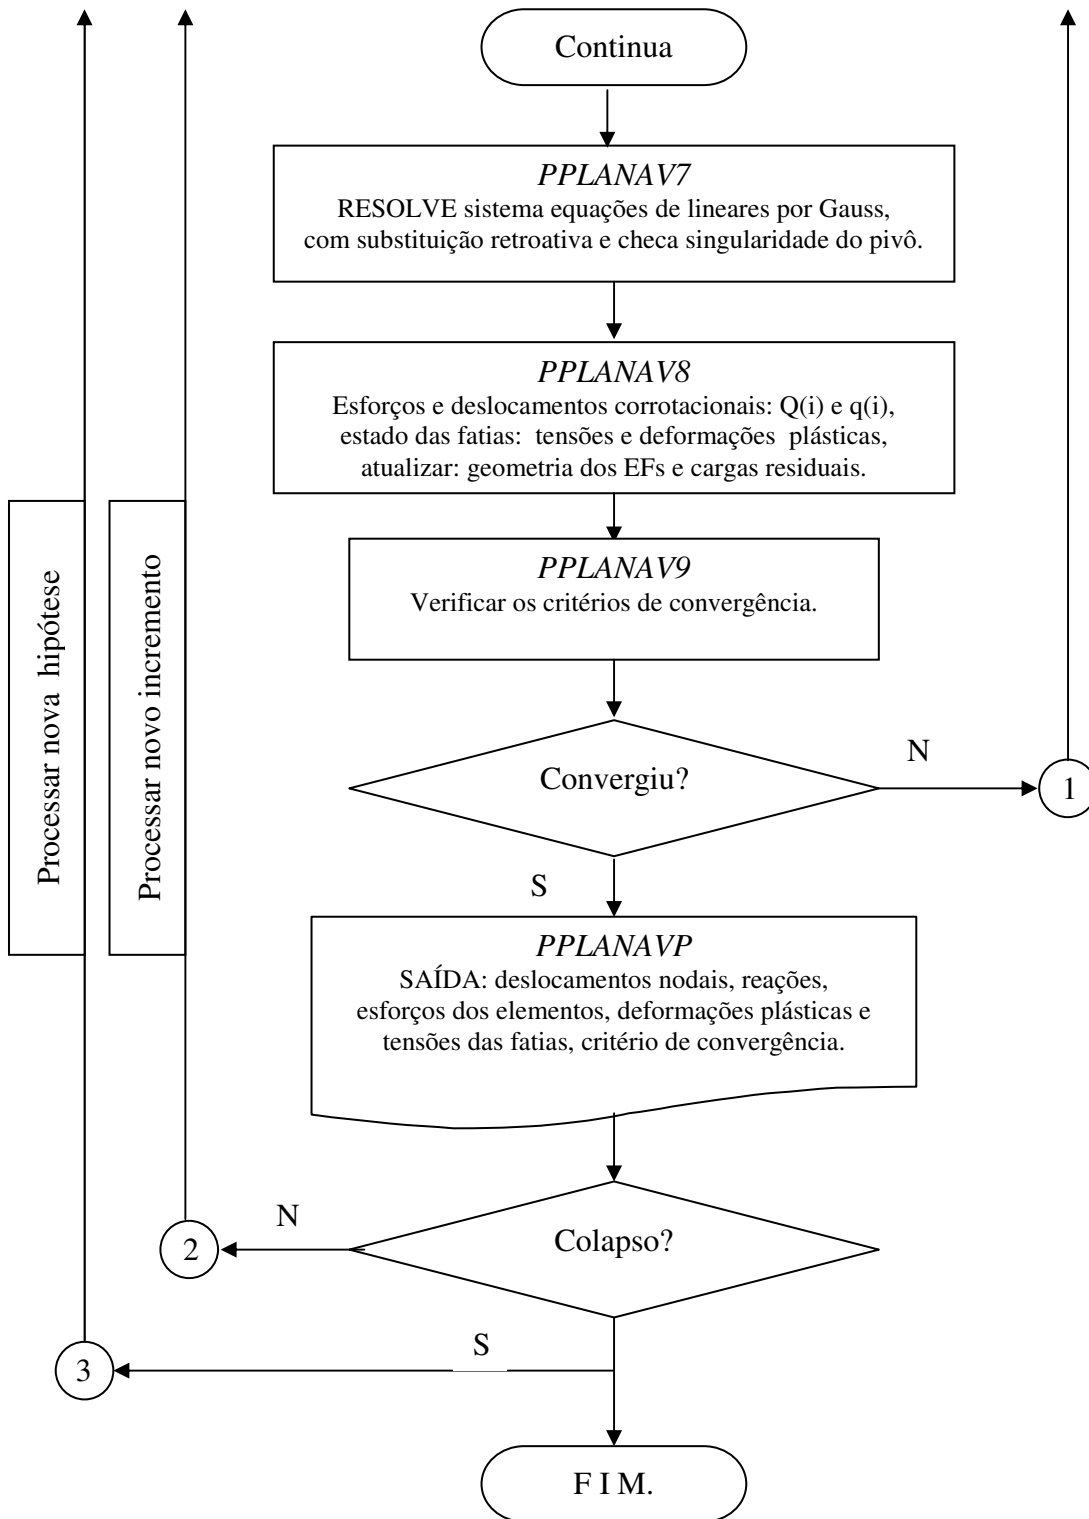 Continua
PPLANAV7
RESOLVE sistema equações de lineares por Gauss,
com substituição retroativa e checa singularidade do pivô.
PPLANAV8
Esforços e deslocamentos corrotacionais: Q(i) e q(i),
estado das fatias: tensões e deformações plásticas,
atualizar: geometria dos EFs e cargas residuais.
PPLANAV9
Verificar os critérios de convergência.
Processar nova hipótese
Processar novo incremento
Convergiu?
N
1
S
PPLANAVP
SAÍDA: deslocamentos nodais, reações,
esforços dos elementos, deformações plásticas e
tensões das fatias, critério de convergência.
Colapso?
N
2
S
3
F I M.